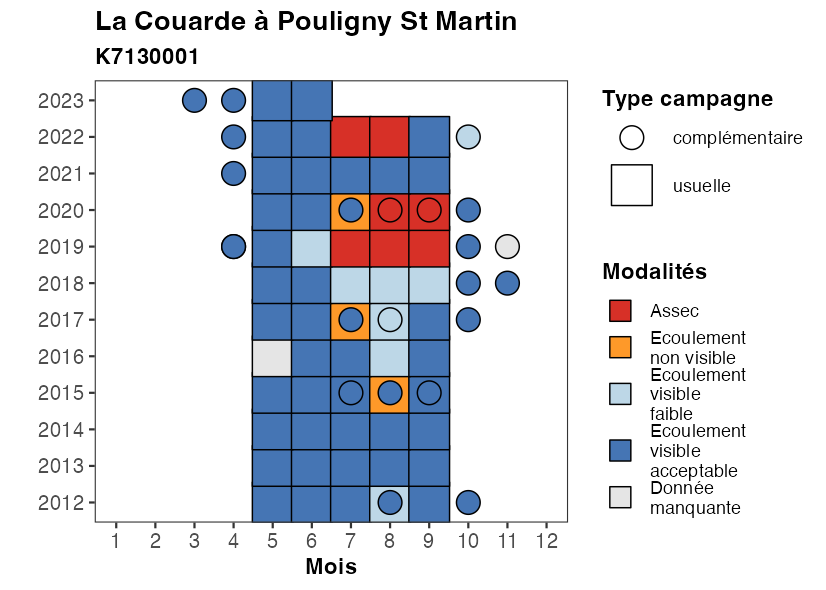 La Couarde à Pouligny St Martin
K7130001
2023
2022
2021
2020
2019
2018
2017
2016
2015
2014
2013
2012
1 2 3 4 5 6 7 8 9 10 11 12
Mois
Type campagne
complémentaire
usuelle
Modalités
Assec
Ecoulement
non visible
Ecoulement
visible
faible
Ecoulement
visible
acceptable
Donnée
manquante